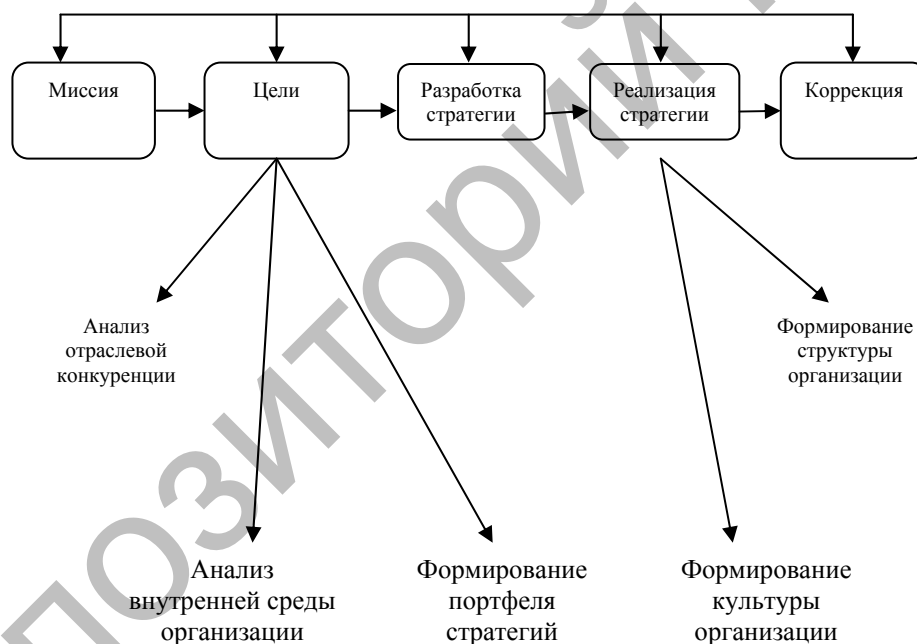 Миссия
Цели
Разработка
стратегии
Реализация
стратегии
Коррекция
Анализ
отраслевой
конкуренции
Формирование
структуры
организации
Анализ
внутренней среды
организации
Формирование
портфеля
стратегий
Формирование
культуры
организации